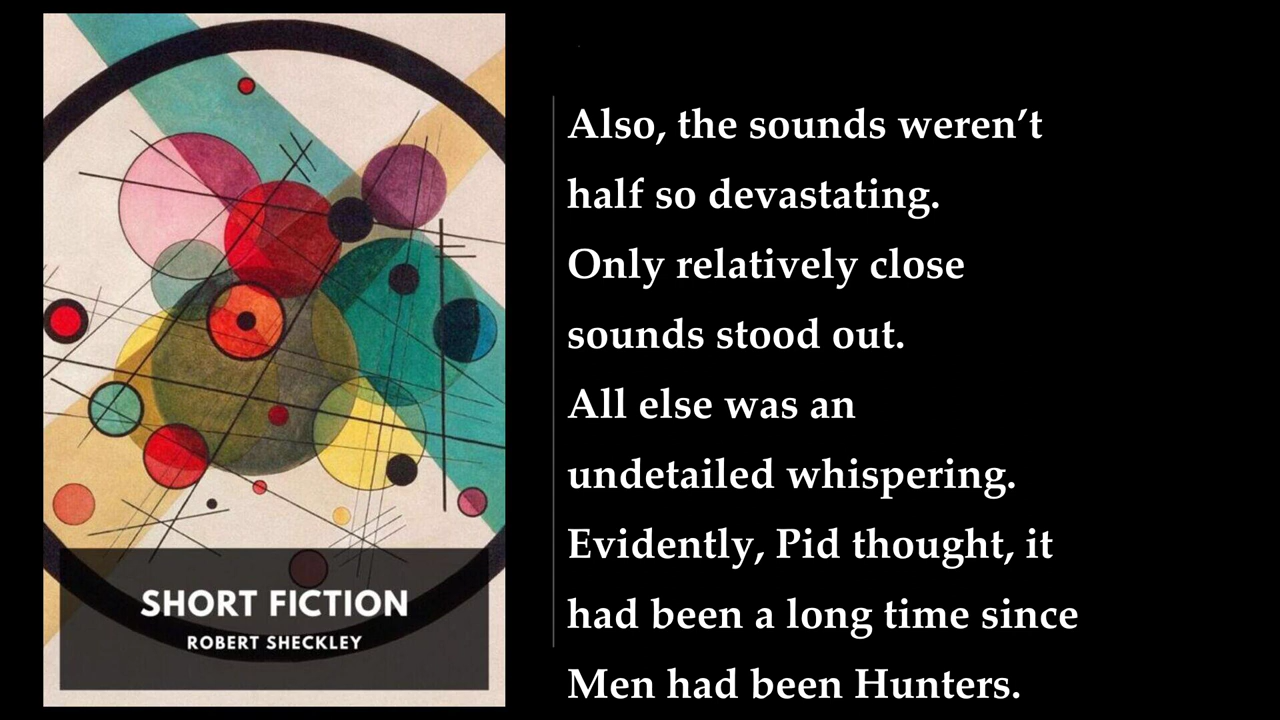 SHORT FICTION
ROBERT SHECKLEY
Also, the sounds weren’t
half so devastating.
Only relatively close
sounds stood out.
All else was an
undetailed whispering.
Evidently, Pid thought, it
had been a long time since
Men had been Hunters.